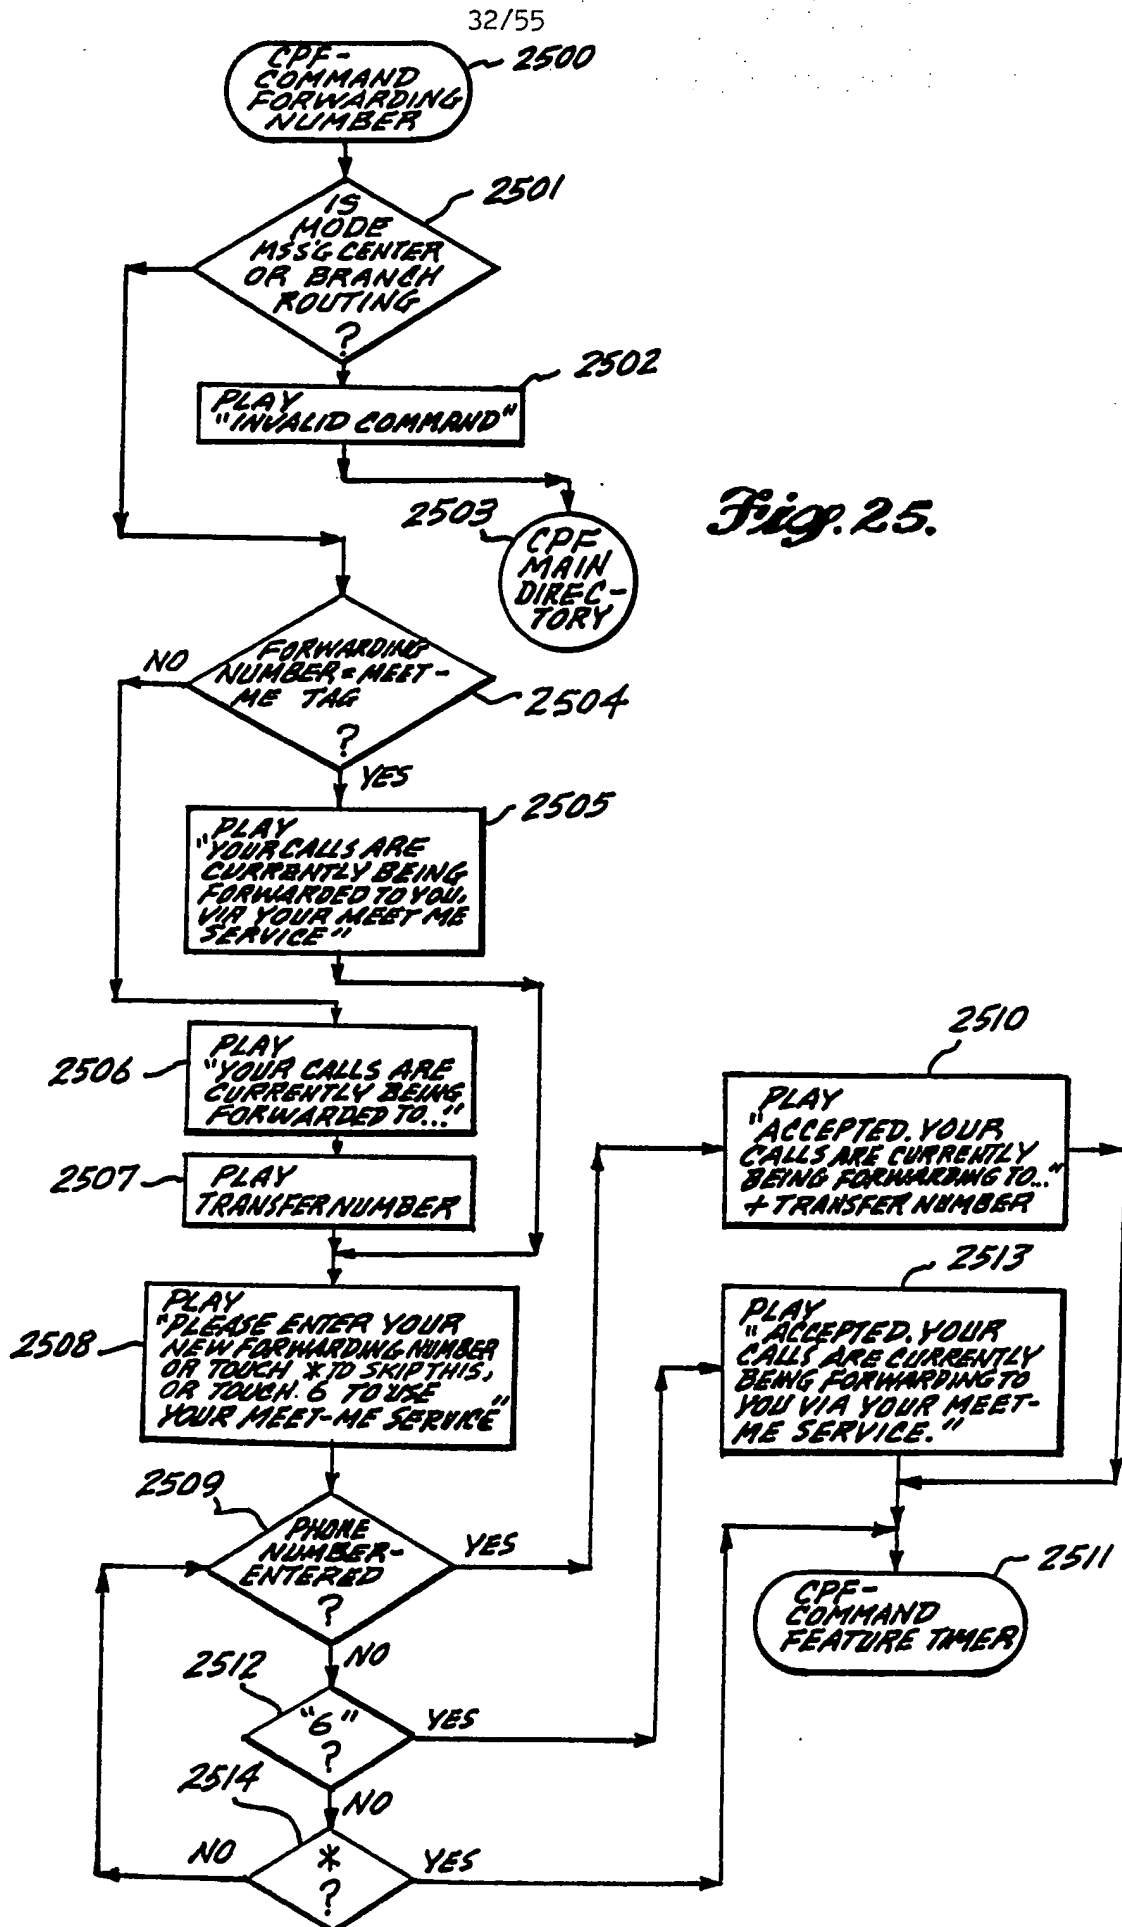 32/55
CPF-
COMMAND
FORWARDING
NUMBER
2500
IS
MODE
MSS'G CENTER
OR BRANCH
ROUTING
?
2501
PLAY
"INVALID COMMAND"
2502
2503
CPF
MAIN
DIREC-
TORY
Fig. 25.
FORWARDING
NUMBER = MEET-
ME TAG
?
NO
2504
YES
2505
PLAY
"YOUR CALLS ARE
CURRENTLY BEING
FORWARDED TO YOU,
VIA YOUR MEET ME
SERVICE"
2506
PLAY
"YOUR CALLS ARE
CURRENTLY BEING
FORWARDED TO..."
2507
PLAY
TRANSFER NUMBER
2508
PLAY
"PLEASE ENTER YOUR
NEW FORWARDING NUMBER
OR TOUCH * TO SKIP THIS,
OR TOUCH 6 TO USE
YOUR MEET-ME SERVICE"
2509
PHONE
NUMBER-
ENTERED
?
YES
NO
2512
"6"
?
YES
NO
2514
*
?
NO
YES
2510
PLAY
"ACCEPTED. YOUR
CALLS ARE CURRENTLY
BEING FORWARDING TO..."
+ TRANSFER NUMBER
2513
PLAY
"ACCEPTED. YOUR
CALLS ARE CURRENTLY
BEING FORWARDING TO
YOU VIA YOUR MEET-
ME SERVICE."
2511
CPF-
COMMAND
FEATURE TIMER